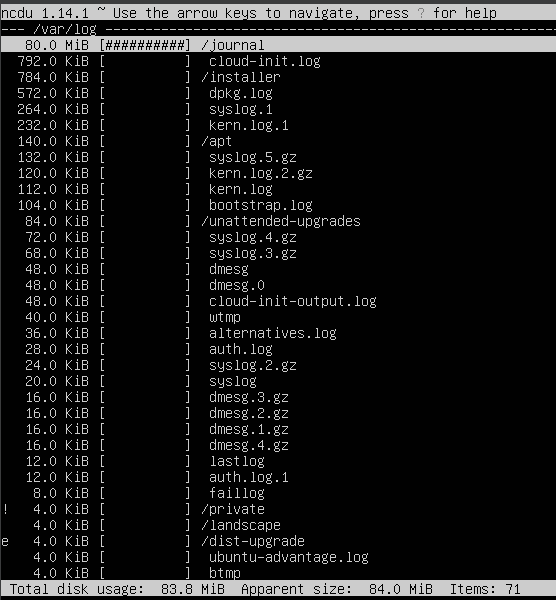 ncdu 1.14.1 ~ Use the arrow keys to navigate, press ? for help
--- /var/log ---------------------------------------------------------
   80.0 MiB [##########] /journal
  792.0 KiB [          ]  cloud-init.log
  784.0 KiB [          ] /installer
  572.0 KiB [          ]  dpkg.log
  264.0 KiB [          ]  syslog.1
  232.0 KiB [          ]  kern.log.1
  140.0 KiB [          ] /apt
  132.0 KiB [          ]  syslog.5.gz
  120.0 KiB [          ]  kern.log.2.gz
  112.0 KiB [          ]  kern.log
  104.0 KiB [          ]  bootstrap.log
   84.0 KiB [          ] /unattended-upgrades
   72.0 KiB [          ]  syslog.4.gz
   68.0 KiB [          ]  syslog.3.gz
   48.0 KiB [          ]  dmesg
   48.0 KiB [          ]  dmesg.0
   48.0 KiB [          ]  cloud-init-output.log
   40.0 KiB [          ]  wtmp
   36.0 KiB [          ]  alternatives.log
   28.0 KiB [          ]  auth.log
   24.0 KiB [          ]  syslog.2.gz
   20.0 KiB [          ]  syslog
   16.0 KiB [          ]  dmesg.3.gz
   16.0 KiB [          ]  dmesg.2.gz
   16.0 KiB [          ]  dmesg.1.gz
   16.0 KiB [          ]  dmesg.4.gz
   12.0 KiB [          ]  lastlog
   12.0 KiB [          ]  auth.log.1
    8.0 KiB [          ]  faillog
!   4.0 KiB [          ] /private
    4.0 KiB [          ] /landscape
e   4.0 KiB [          ] /dist-upgrade
    4.0 KiB [          ]  ubuntu-advantage.log
    4.0 KiB [          ]  btmp
 Total disk usage:  83.8 MiB  Apparent size:  84.0 MiB  Items: 71